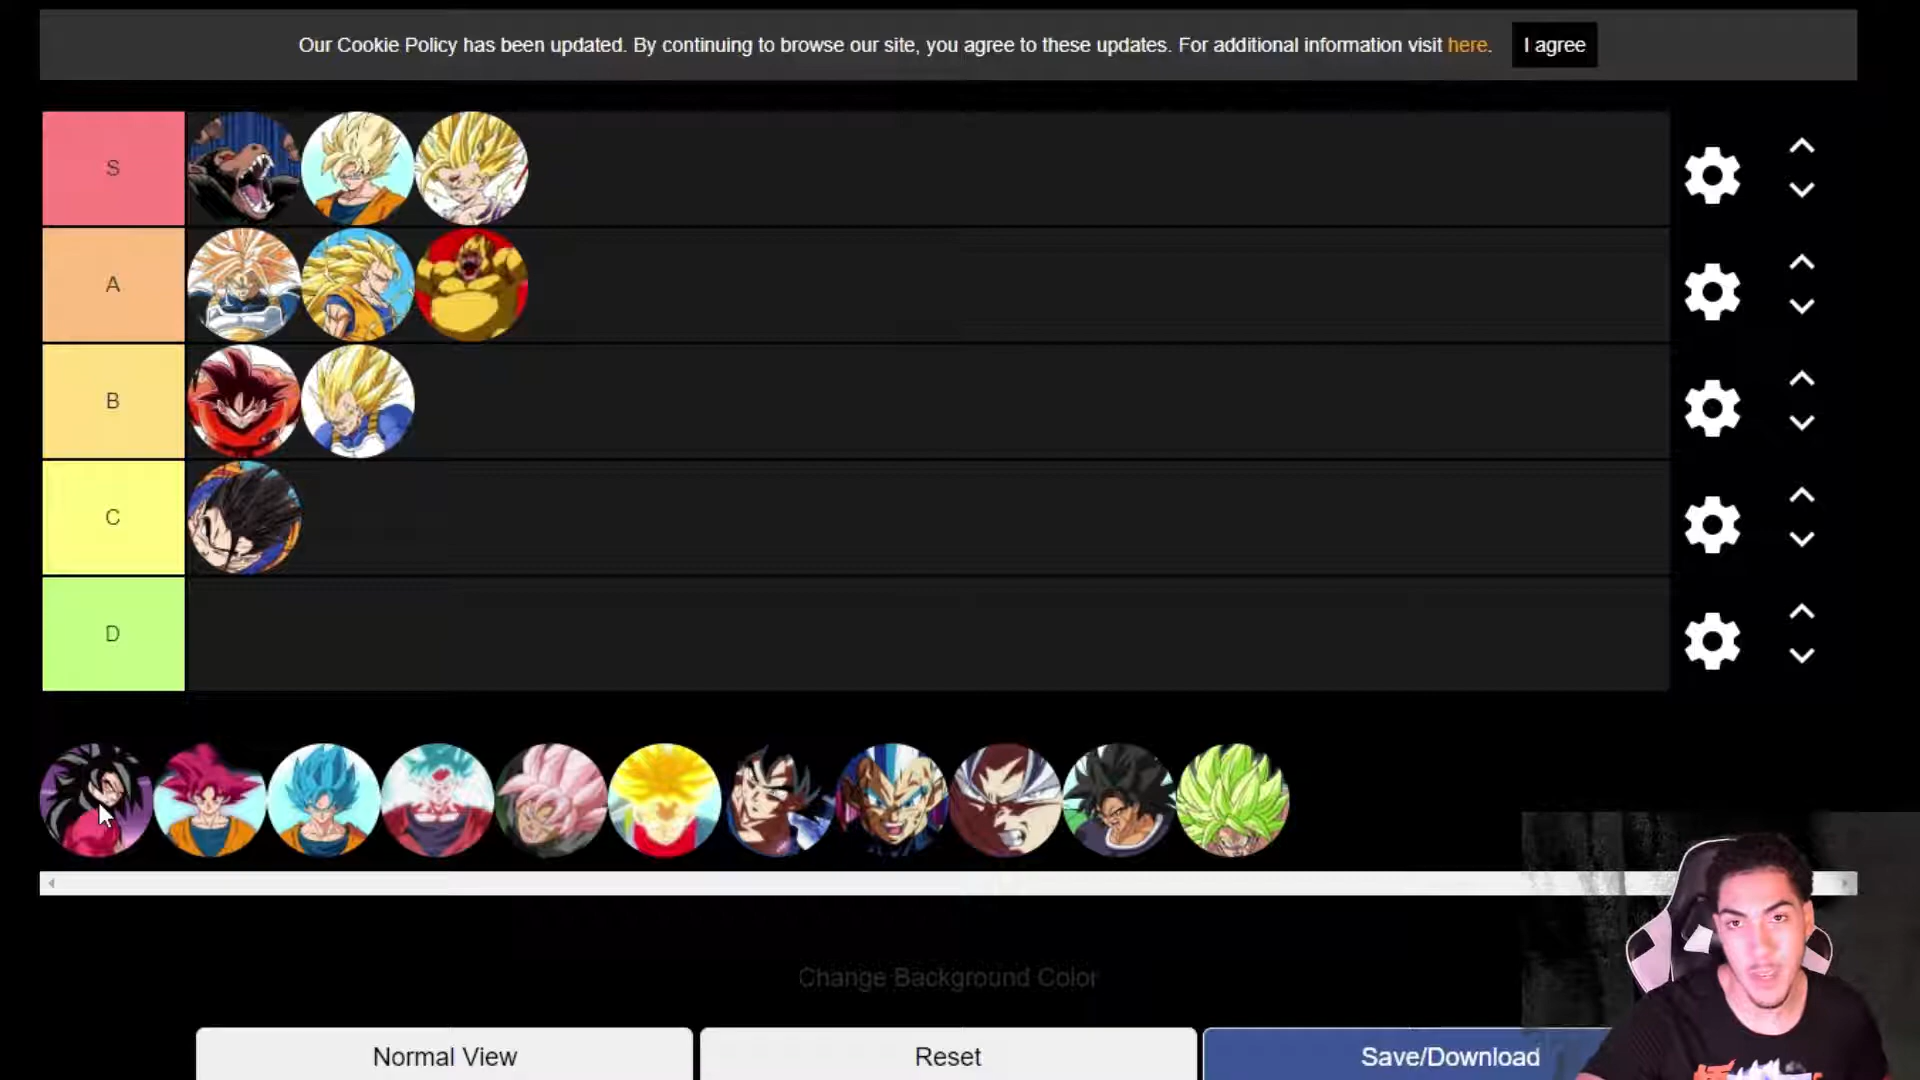 Our Cookie Policy has been updated. By continuing to browse our site, you agree to these updates. For additional information visit here. I agree
S
A
B
C
D
Change Background Color
Normal View Reset Save/Download